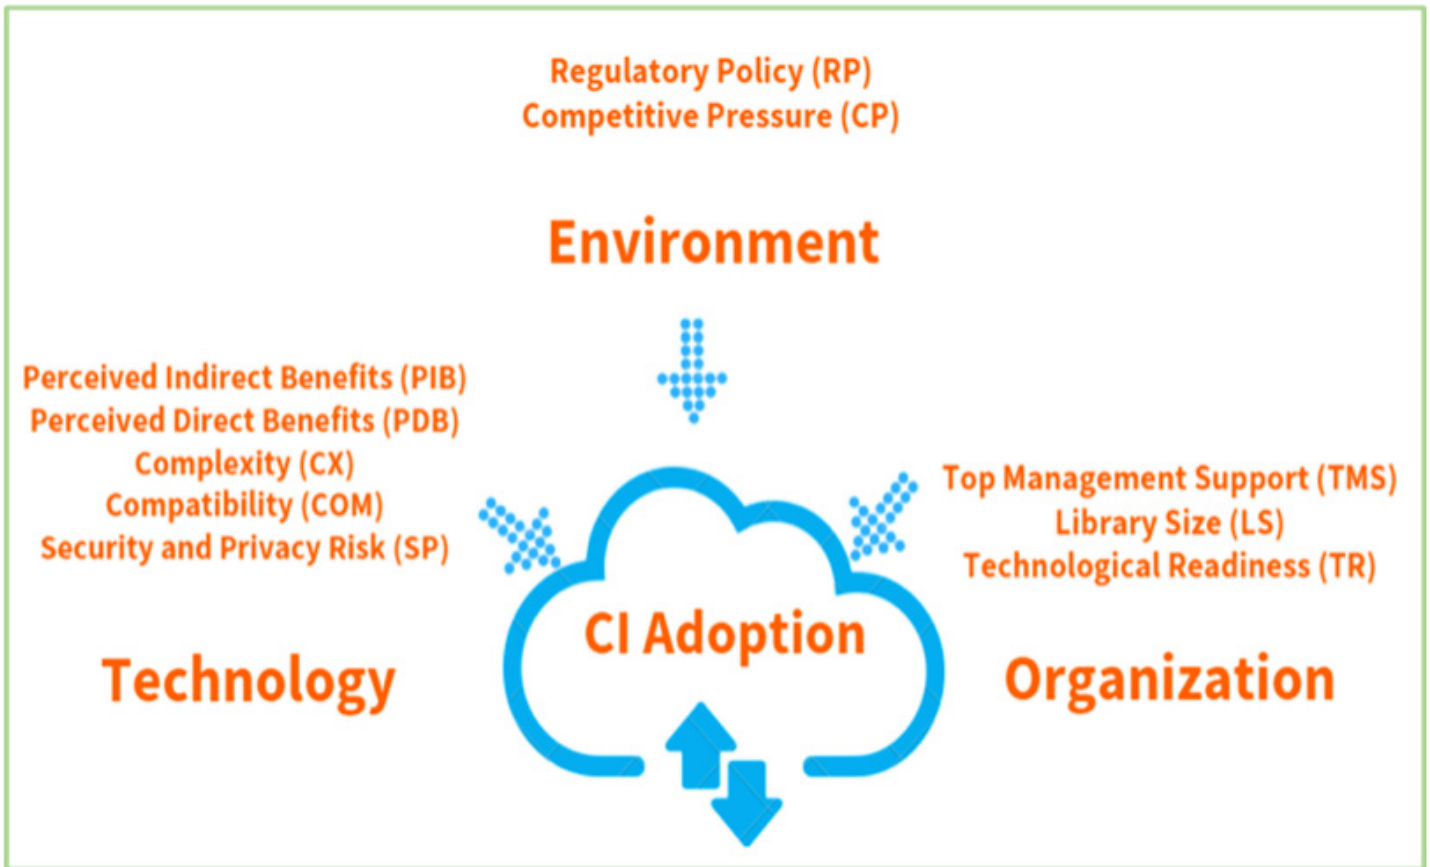 Regulatory Policy (RP)
Competitive Pressure (CP)
Environment
Perceived Indirect Benefits (PIB)
Perceived Direct Benefits (PDB)
Complexity (CX)
Compatibility (COM)
Security and Privacy Risk (SP)
Technology
Top Management Support (TMS)
Library Size (LS)
Technological Readiness (TR)
Organization
CI Adoption